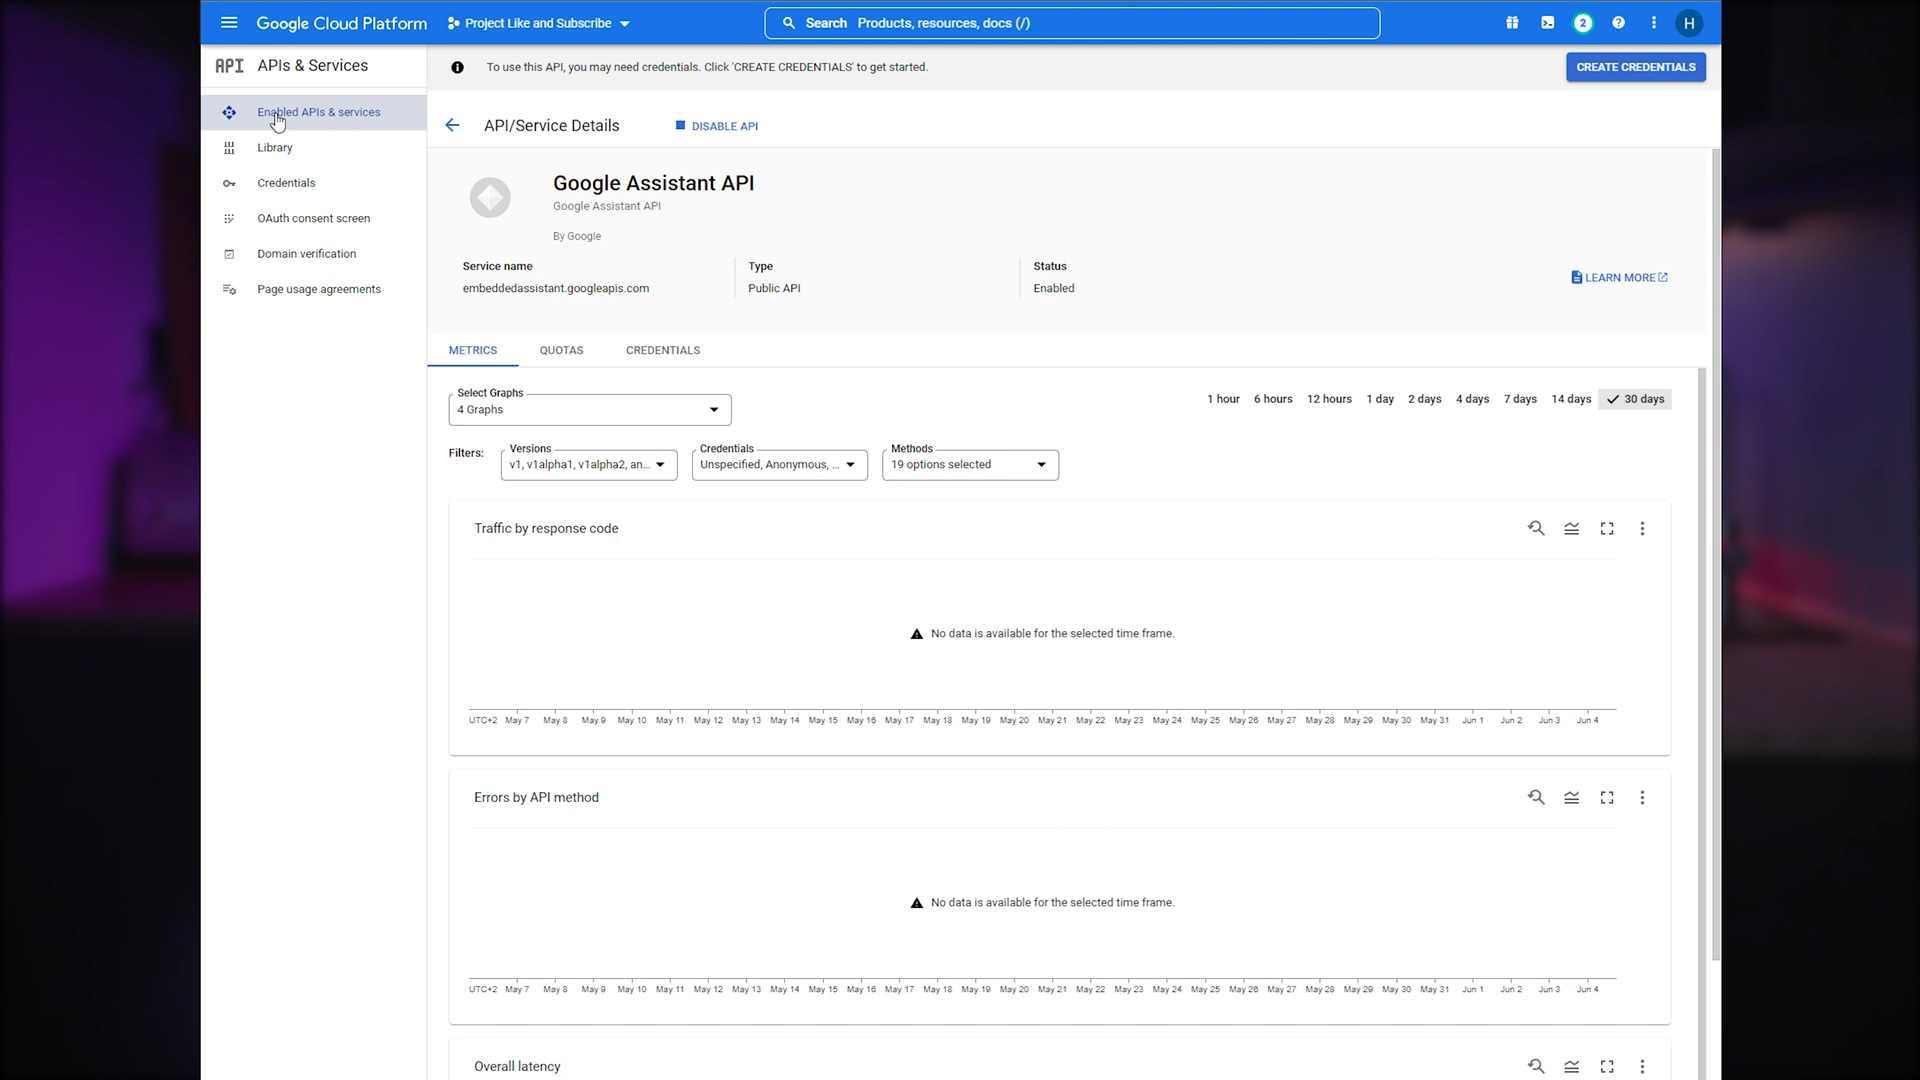 Google Cloud Platform
Project Like and Subscribe
Search Products, resources, docs (/)
2
H
API APIs & Services
Enabled APIs & services
Library
Credentials
OAuth consent screen
Domain verification
Page usage agreements
To use this API, you may need credentials. Click 'CREATE CREDENTIALS' to get started.
CREATE CREDENTIALS
API/Service Details
DISABLE API
Google Assistant API
Google Assistant API
By Google
Service name
embeddedassistant.googleapis.com
Type
Public API
Status
Enabled
LEARN MORE
METRICS QUOTAS CREDENTIALS
Select Graphs
4 Graphs
1 hour 6 hours 12 hours 1 day 2 days 4 days 7 days 14 days 30 days
Filters:
Versions
v1, v1alpha1, v1alpha2, an...
Credentials
Unspecified, Anonymous, ...
Methods
19 options selected
Traffic by response code
No data is available for the selected time frame.
UTC+2 May 7 May 8 May 9 May 10 May 11 May 12 May 13 May 14 May 15 May 16 May 17 May 18 May 19 May 20 May 21 May 22 May 23 May 24 May 25 May 26 May 27 May 28 May 29 May 30 May 31 Jun 1 Jun 2 Jun 3 Jun 4
Errors by API method
No data is available for the selected time frame.
UTC+2 May 7 May 8 May 9 May 10 May 11 May 12 May 13 May 14 May 15 May 16 May 17 May 18 May 19 May 20 May 21 May 22 May 23 May 24 May 25 May 26 May 27 May 28 May 29 May 30 May 31 Jun 1 Jun 2 Jun 3 Jun 4
Overall latency